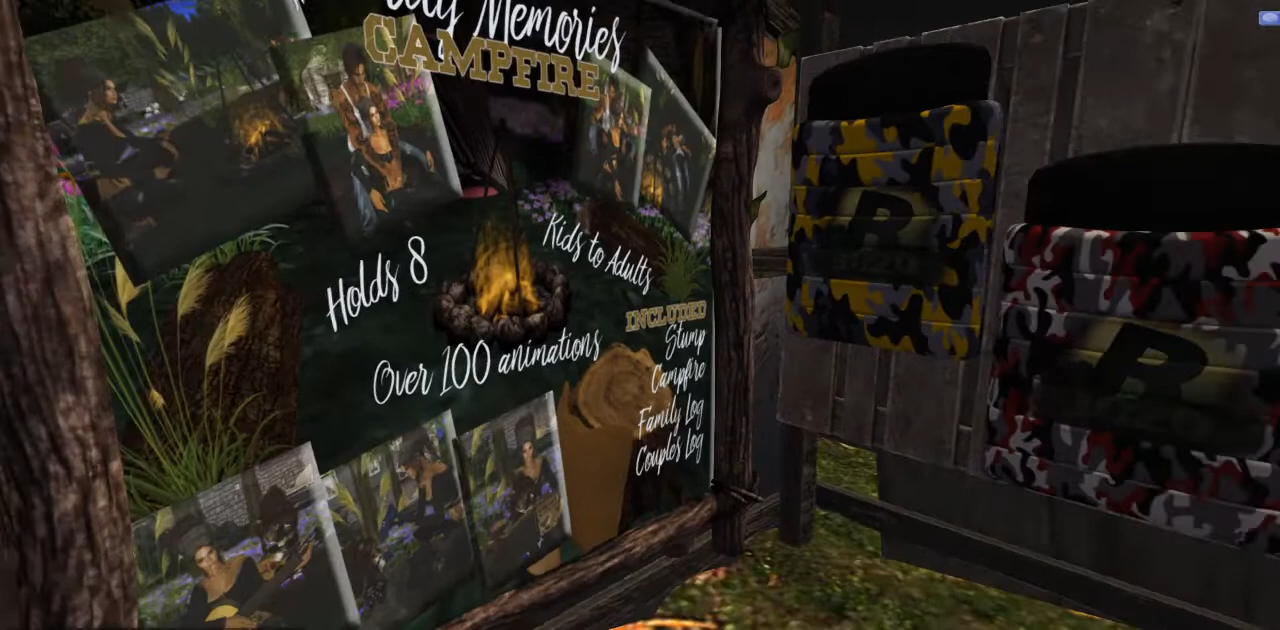 Memories
CAMPFIRE
Holds 8
Kids to Adults
Over 100 animations
INCLUDED
Stump
Campfire
Family Log
Couples Log
R
R